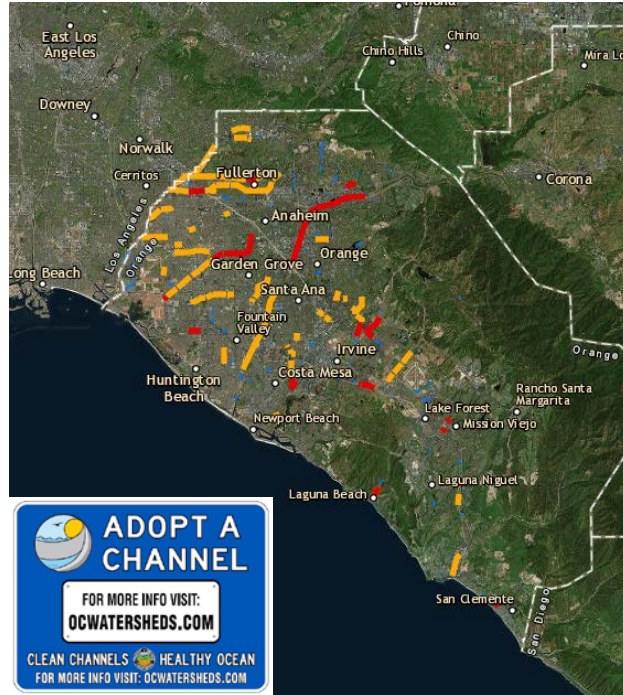 Pomona
East Los
Angeles
Chino
Chino Hills
Mira Lo
Downey
Norwalk
Cerritos
Fullerton
Corona
Los Angeles
Orange
Anaheim
Long Beach
Garden Grove
Orange
Santa Ana
Fountain
Valley
Irvine
Orange
Huntington
Beach
Costa Mesa
Rancho Santa
Margarita
Newport Beach
Lake Forest
Mission Viejo
Laguna Niguel
Laguna Beach
San Clemente
San Diego
ADOPT A
CHANNEL
FOR MORE INFO VISIT:
OCWATERSHEDS.COM
CLEAN CHANNELS HEALTHY OCEAN
FOR MORE INFO VISIT: OCWATERSHEDS.COM